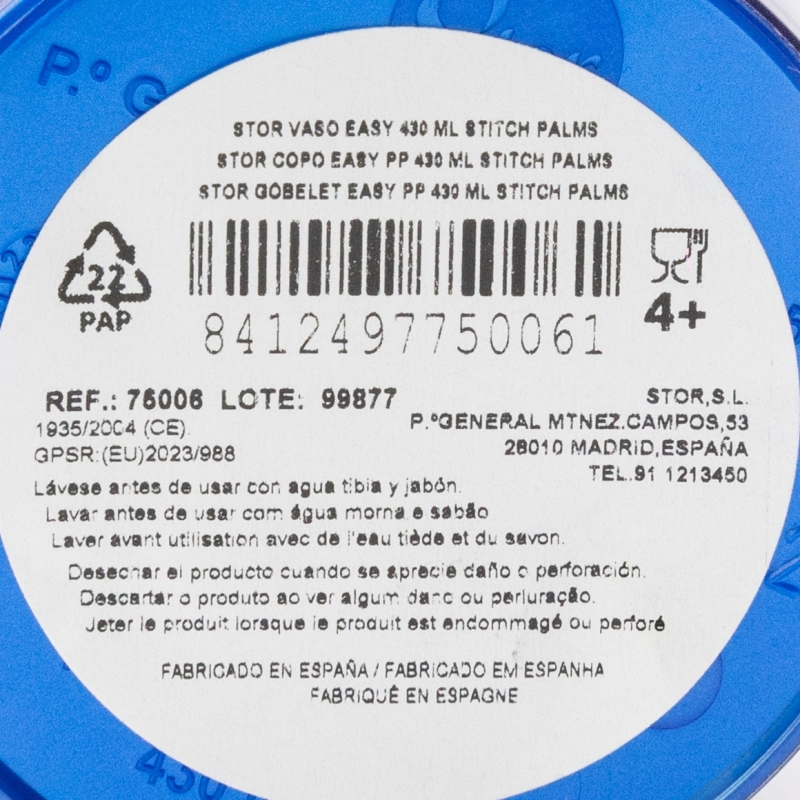 P.º G
STOR VASO EASY 430 ML STITCH PALMS
STOR COPO EASY PP 430 ML STITCH PALMS
STOR GOBELET EASY PP 430 ML STITCH PALMS
22
PAP
8412497750061
4+
REF.: 75006 LOTE: 99877
1935/2004 (CE).
GPSR:(EU)2023/988
STOR,S.L.
P.ºGENERAL MTNEZ.CAMPOS,53
28010 MADRID,ESPAÑA
TEL.91 1213450
Lávese antes de usar con agua tibia y jabón.
Lavar antes de usar com água morna e sabão
Laver avant utilisation avec de l'eau tiède et du savon.
Desechar el producto cuando se aprecie daño o perforación.
Descartar o produto ao ver algum dano ou perfuração.
Jeter le produit lorsque le produit est endommagé ou perforé
FABRICADO EN ESPAÑA / FABRICADO EM ESPANHA
FABRIQUÉ EN ESPAGNE
430